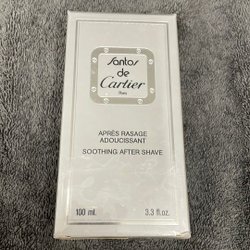 Santos
de
Cartier
Paris
APRÈS RASAGE
ADOUCISSANT
SOOTHING AFTER SHAVE
100 ml. 3.3 fl.oz.